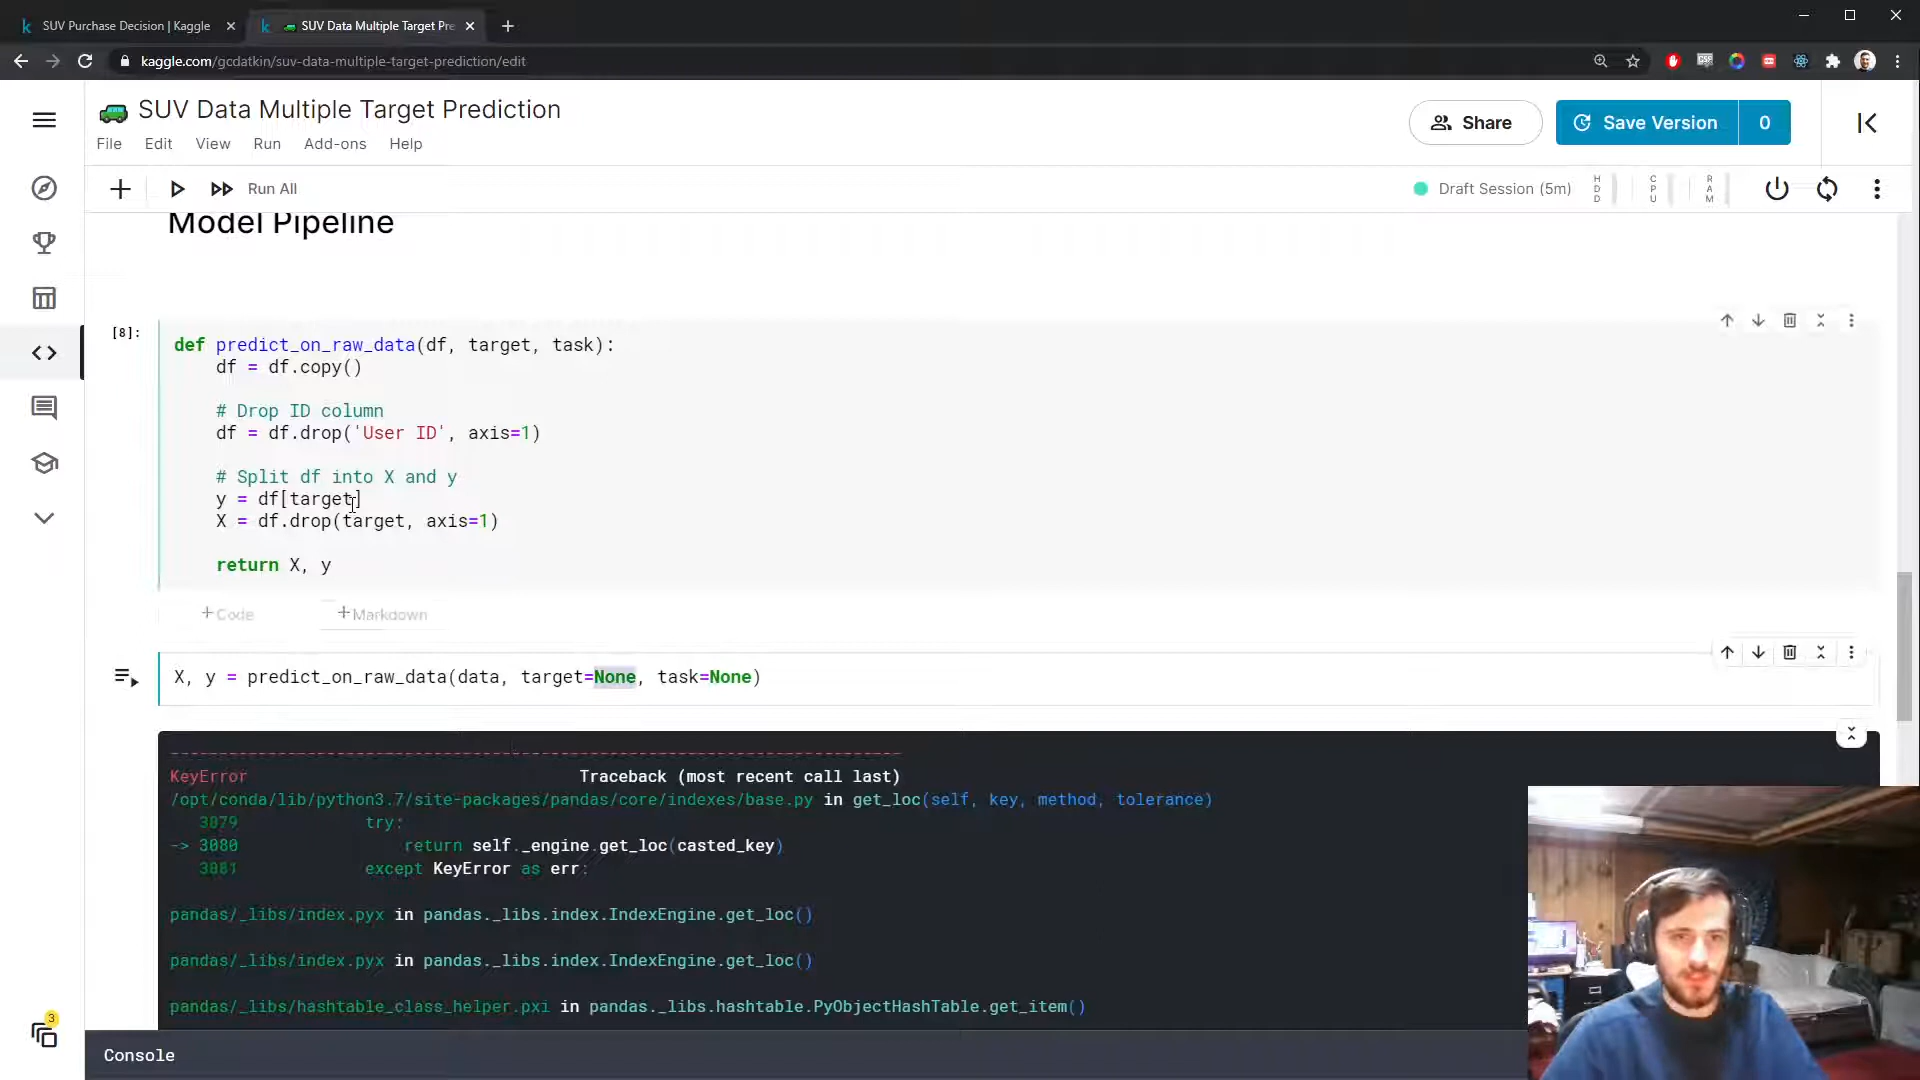 SUV Purchase Decision | Kaggle
SUV Data Multiple Target Pre
kaggle.com/gcdatkin/suv-data-multiple-target-prediction/edit
SUV Data Multiple Target Prediction
File Edit View Run Add-ons Help
Share
Save Version 0
Run All
Draft Session (5m)
HDD
CPU
RAM
Model Pipeline
[8]:
def predict_on_raw_data(df, target, task):
df = df.copy()
# Drop ID column
df = df.drop('User ID', axis=1)
# Split df into X and y
y = df[target]
X = df.drop(target, axis=1)
return X, y
+ Code + Markdown
X, y = predict_on_raw_data(data, target=None, task=None)
---------------------------------------------------------------------------
KeyError Traceback (most recent call last)
/opt/conda/lib/python3.7/site-packages/pandas/core/indexes/base.py in get_loc(self, key, method, tolerance)
3079 try:
-> 3080 return self._engine.get_loc(casted_key)
3081 except KeyError as err:
pandas/_libs/index.pyx in pandas._libs.index.IndexEngine.get_loc()
pandas/_libs/index.pyx in pandas._libs.index.IndexEngine.get_loc()
pandas/_libs/hashtable_class_helper.pxi in pandas._libs.hashtable.PyObjectHashTable.get_item()
3
Console